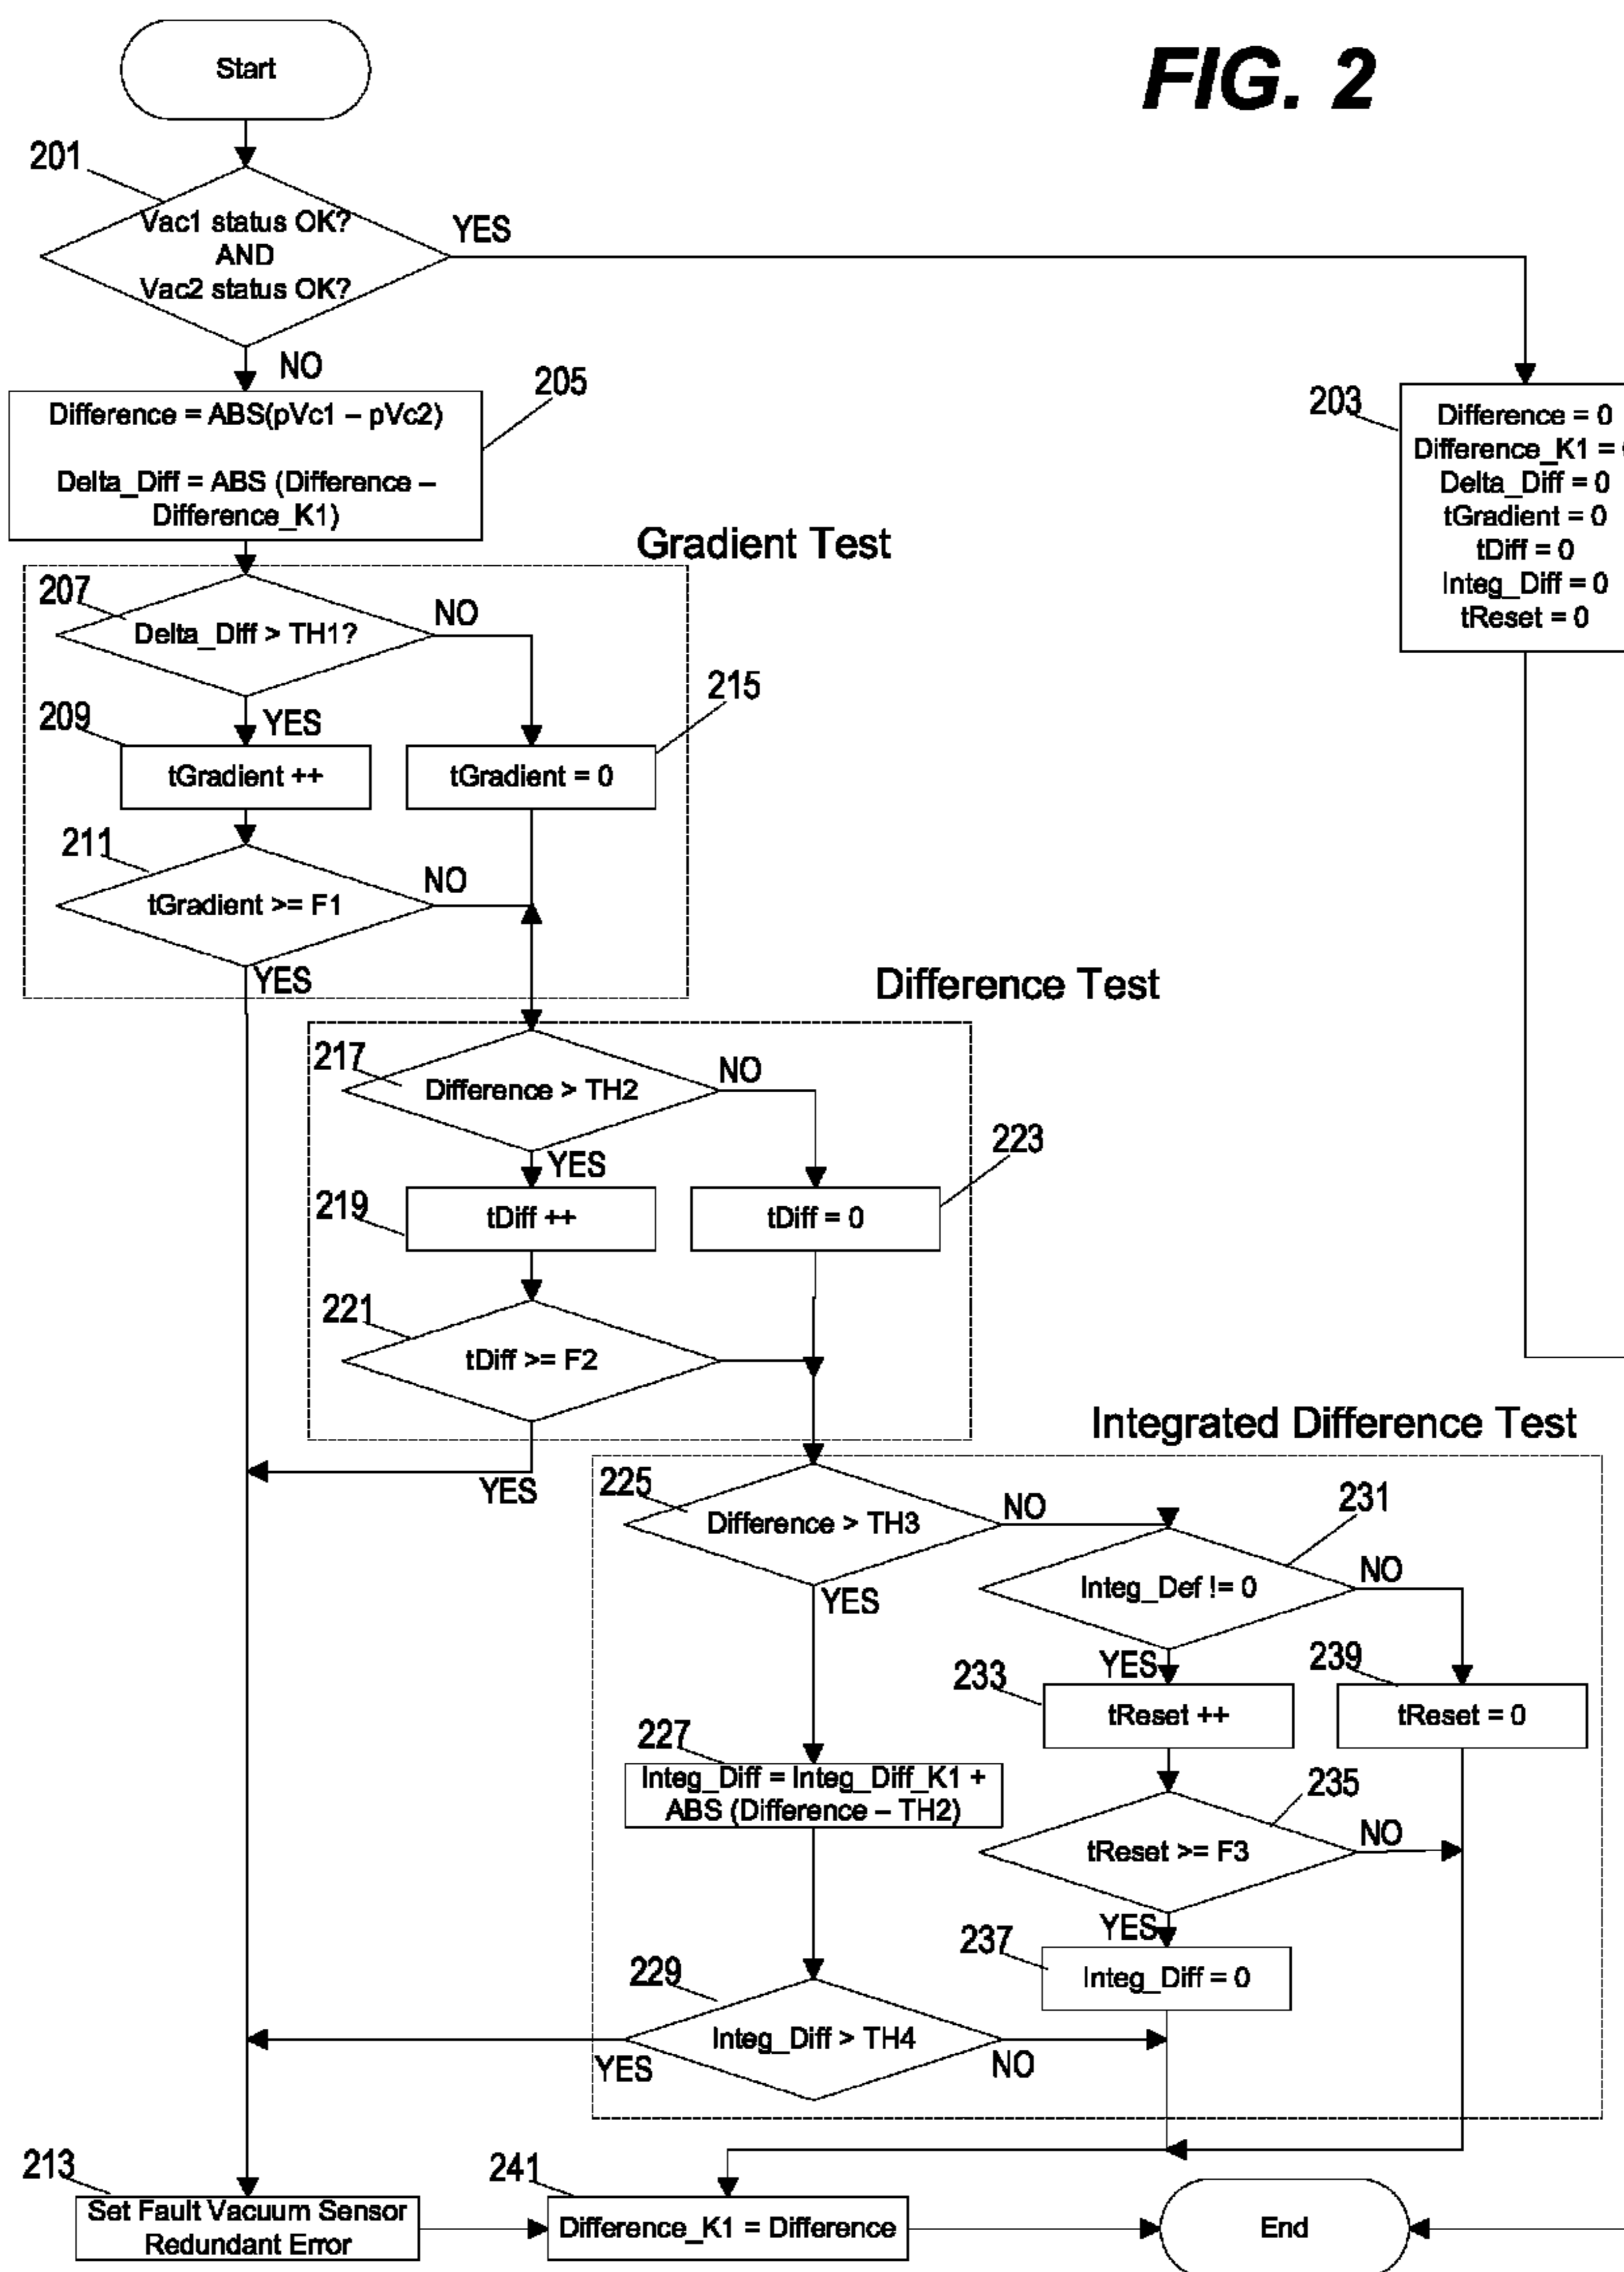 FIG. 2
Start
201
Vac1 status OK?
AND
Vac2 status OK?
YES
NO
205
Difference = ABS(pVc1 – pVc2)
Delta_Diff = ABS (Difference –
Difference_K1)
203
Difference = 0
Difference_K1 =
Delta_Diff = 0
tGradient = 0
tDiff = 0
Integ_Diff = 0
tReset = 0
Gradient Test
207
Delta_Diff > TH1?
NO
YES
209
tGradient ++
215
tGradient = 0
211
tGradient >= F1
NO
YES
Difference Test
217
Difference > TH2
NO
YES
219
tDiff ++
223
tDiff = 0
221
tDiff >= F2
YES
Integrated Difference Test
225
Difference > TH3
NO
YES
231
Integ_Def != 0
NO
YES
233
tReset ++
239
tReset = 0
227
Integ_Diff = Integ_Diff_K1 +
ABS (Difference – TH2)
235
tReset >= F3
NO
YES
237
Integ_Diff = 0
229
Integ_Diff > TH4
YES
NO
213
Set Fault Vacuum Sensor
Redundant Error
241
Difference_K1 = Difference
End